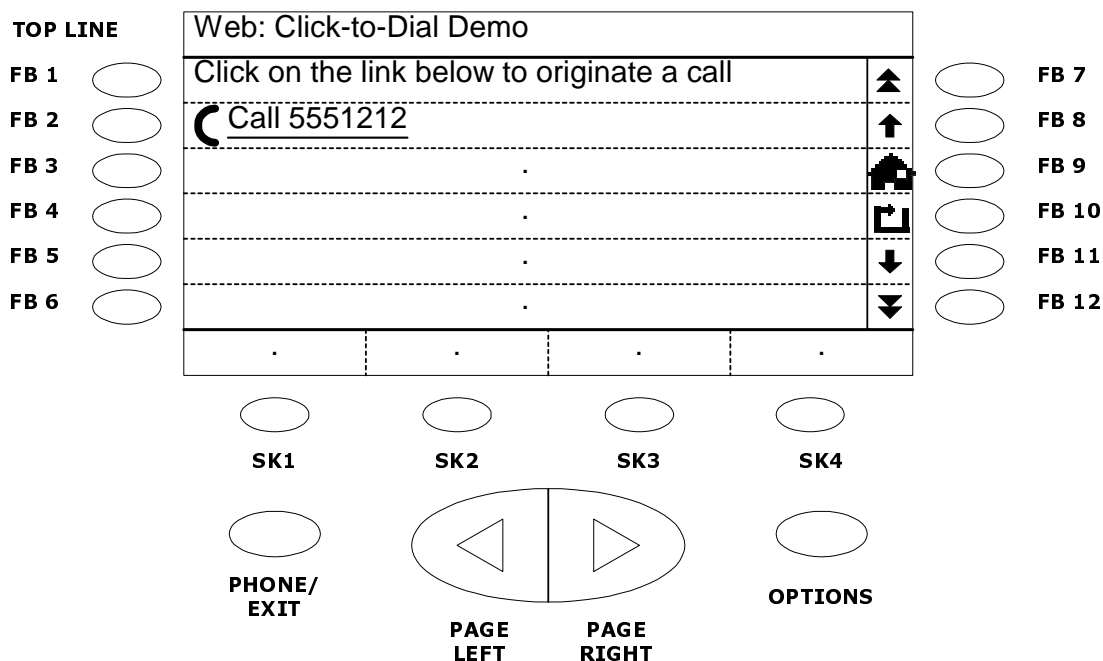 TOP LINE
Web: Click-to-Dial Demo
FB 1
Click on the link below to originate a call
FB 7
FB 2
Call 5551212
FB 8
FB 3
.
FB 9
FB 4
.
FB 10
FB 5
.
FB 11
FB 6
.
FB 12
. . . .
SK1 SK2 SK3 SK4
PHONE/
EXIT
PAGE
LEFT
PAGE
RIGHT
OPTIONS